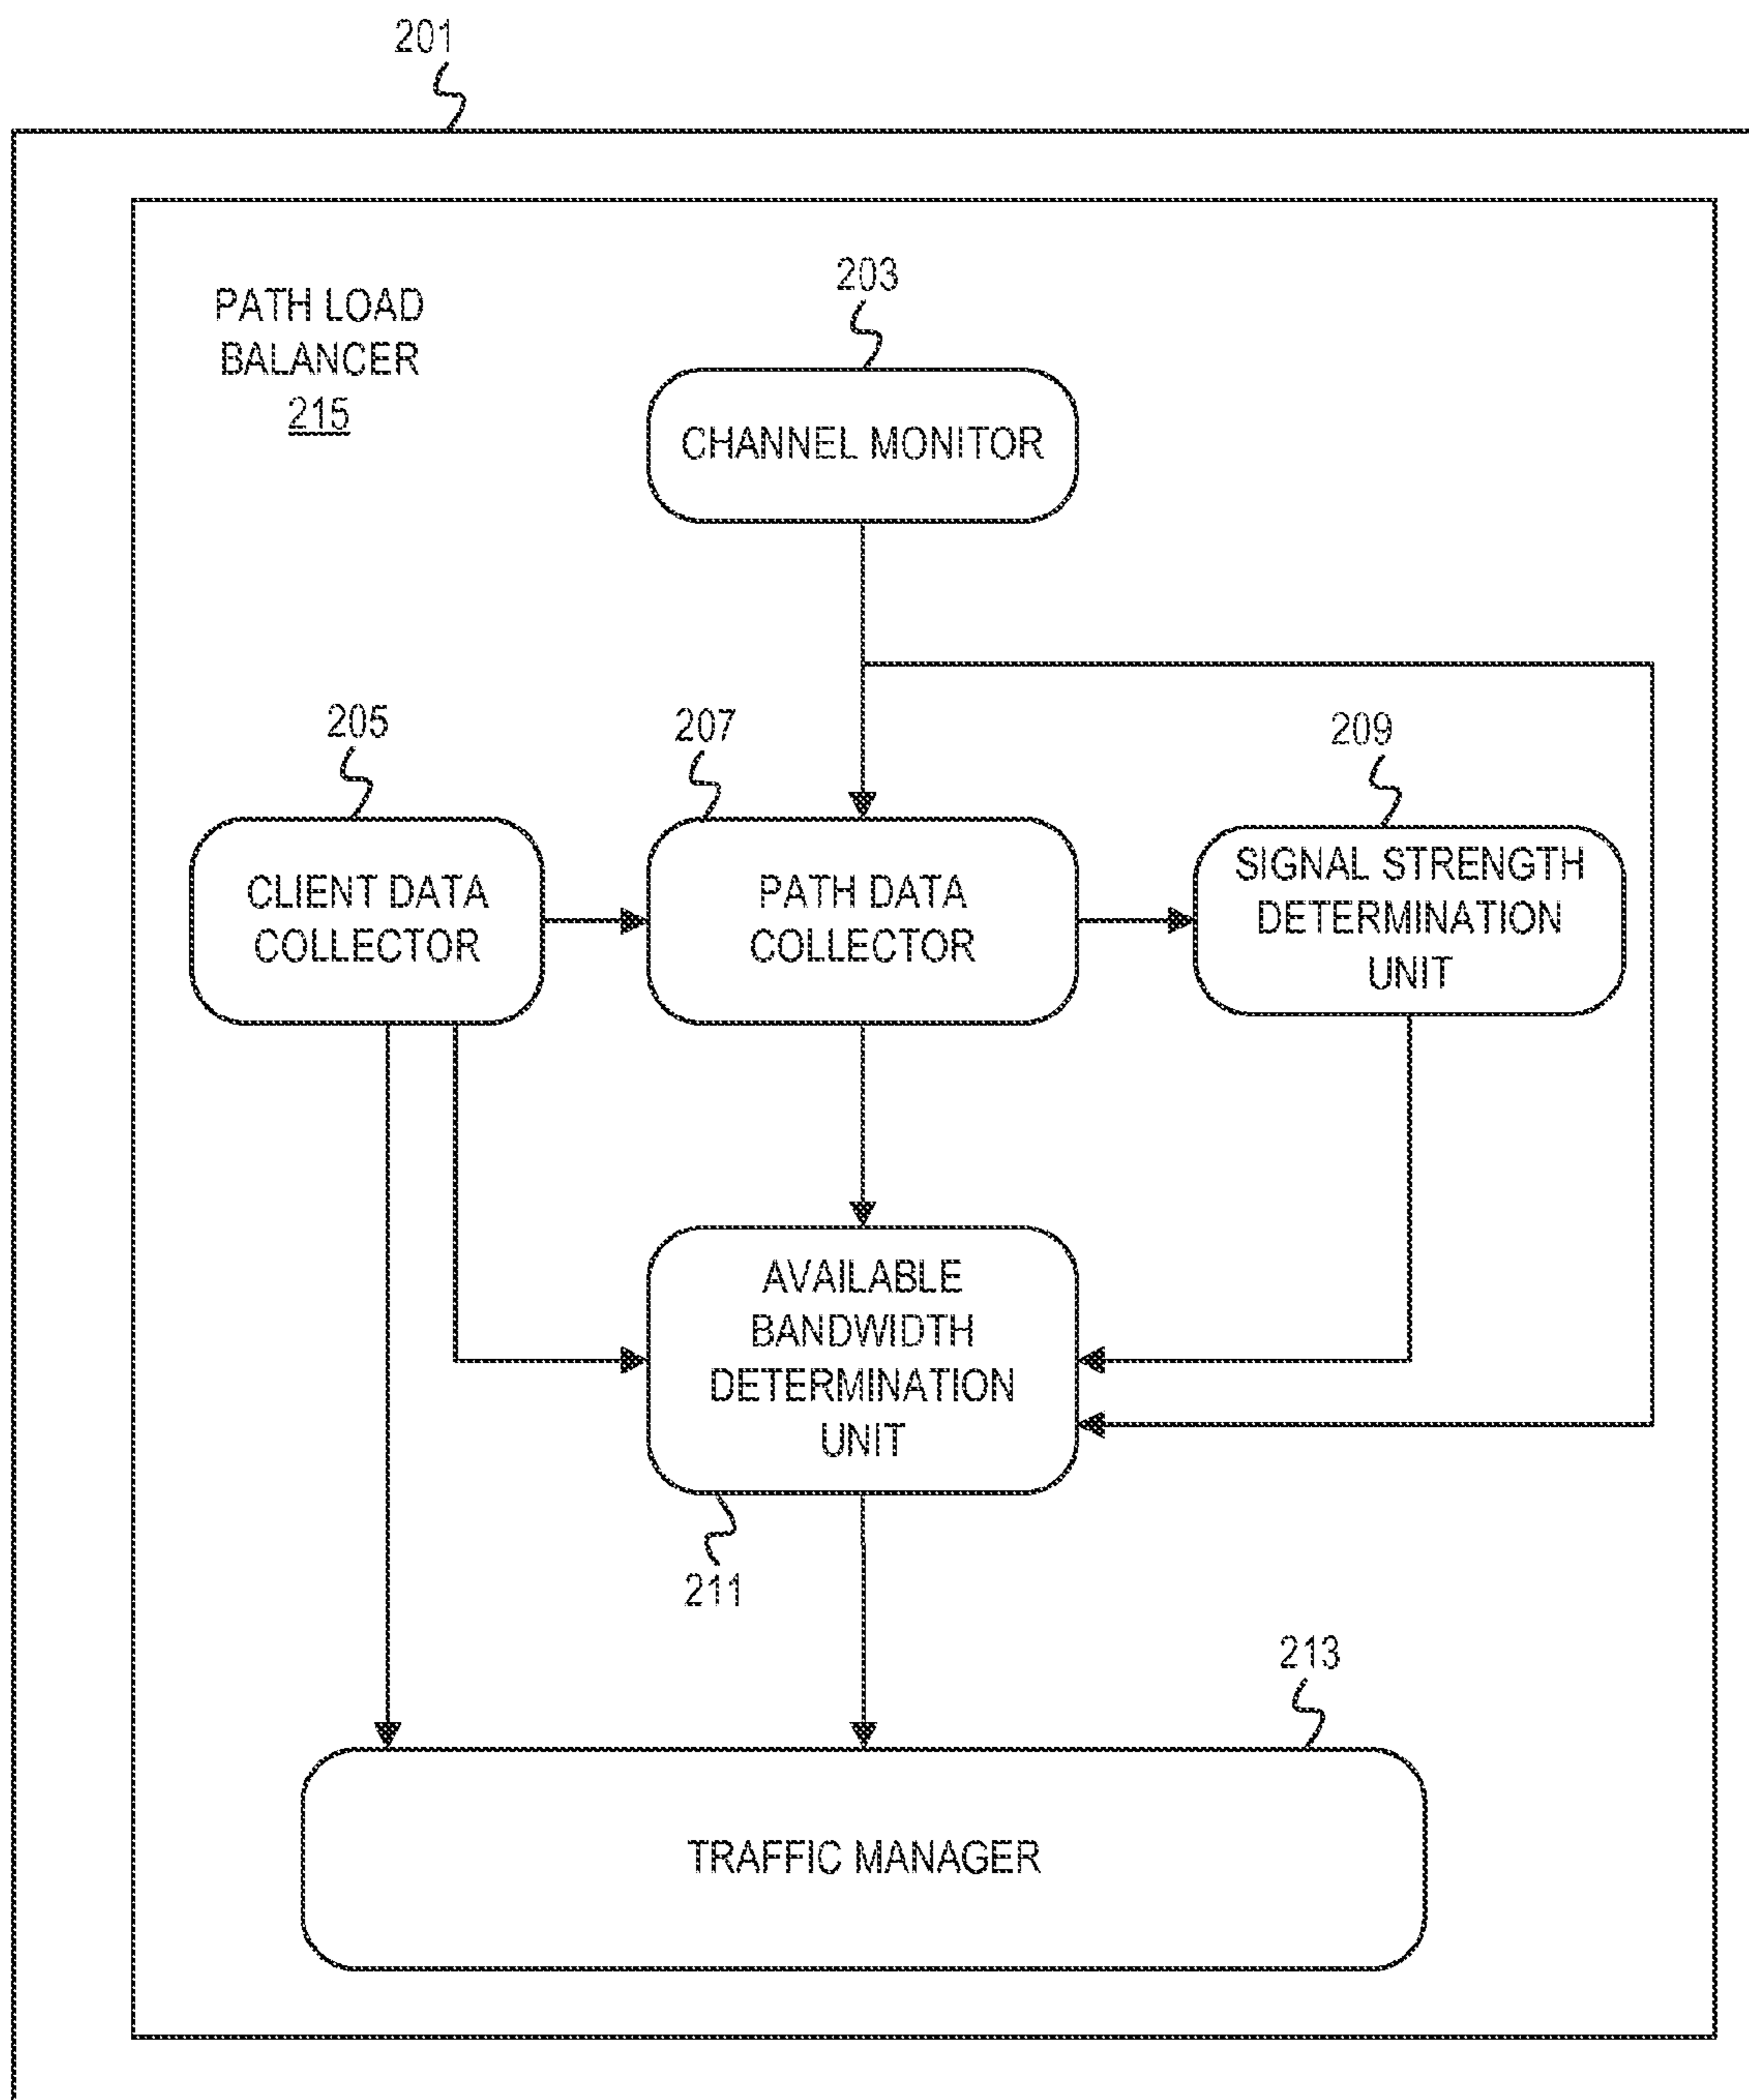 201
PATH LOAD
BALANCER
215
203
CHANNEL MONITOR
205
207
209
CLIENT DATA
COLLECTOR
PATH DATA
COLLECTOR
SIGNAL STRENGTH
DETERMINATION
UNIT
AVAILABLE
BANDWIDTH
DETERMINATION
UNIT
211
213
TRAFFIC MANAGER